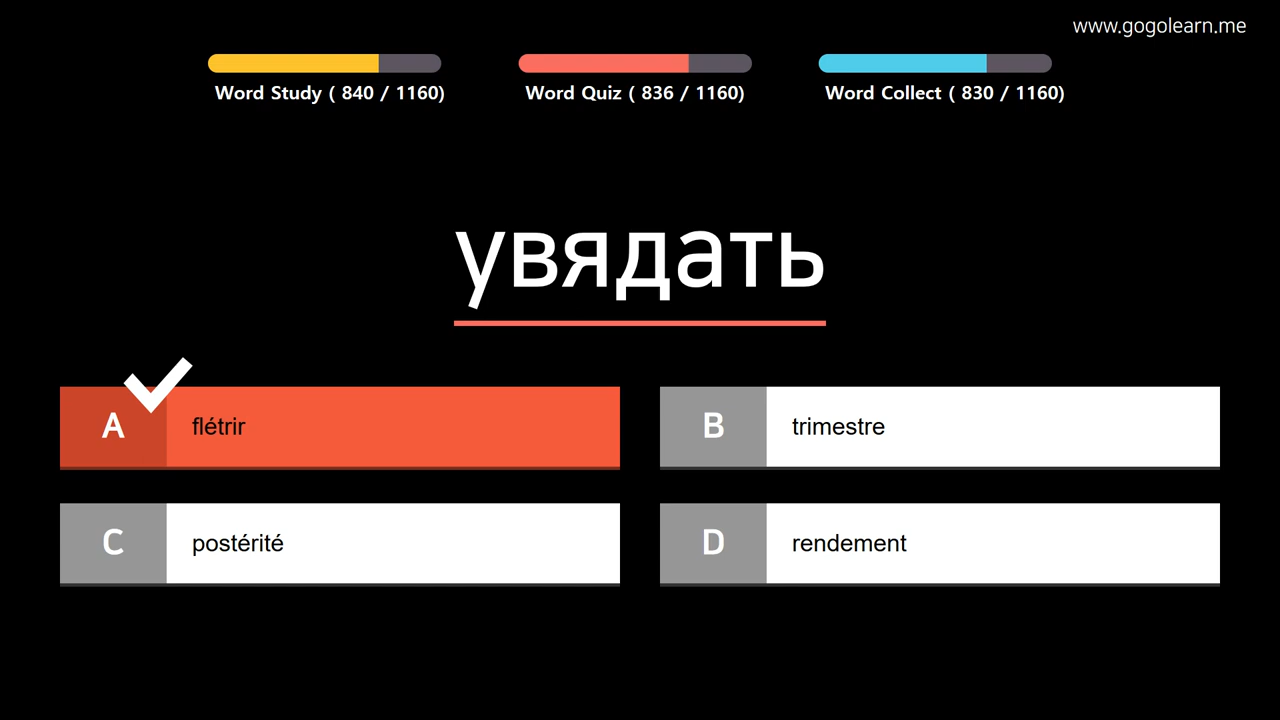 www.gogolearn.me
Word Study ( 840 / 1160)
Word Quiz ( 836 / 1160)
Word Collect ( 830 / 1160)
увядать
A flétrir
B trimestre
C postérité
D rendement